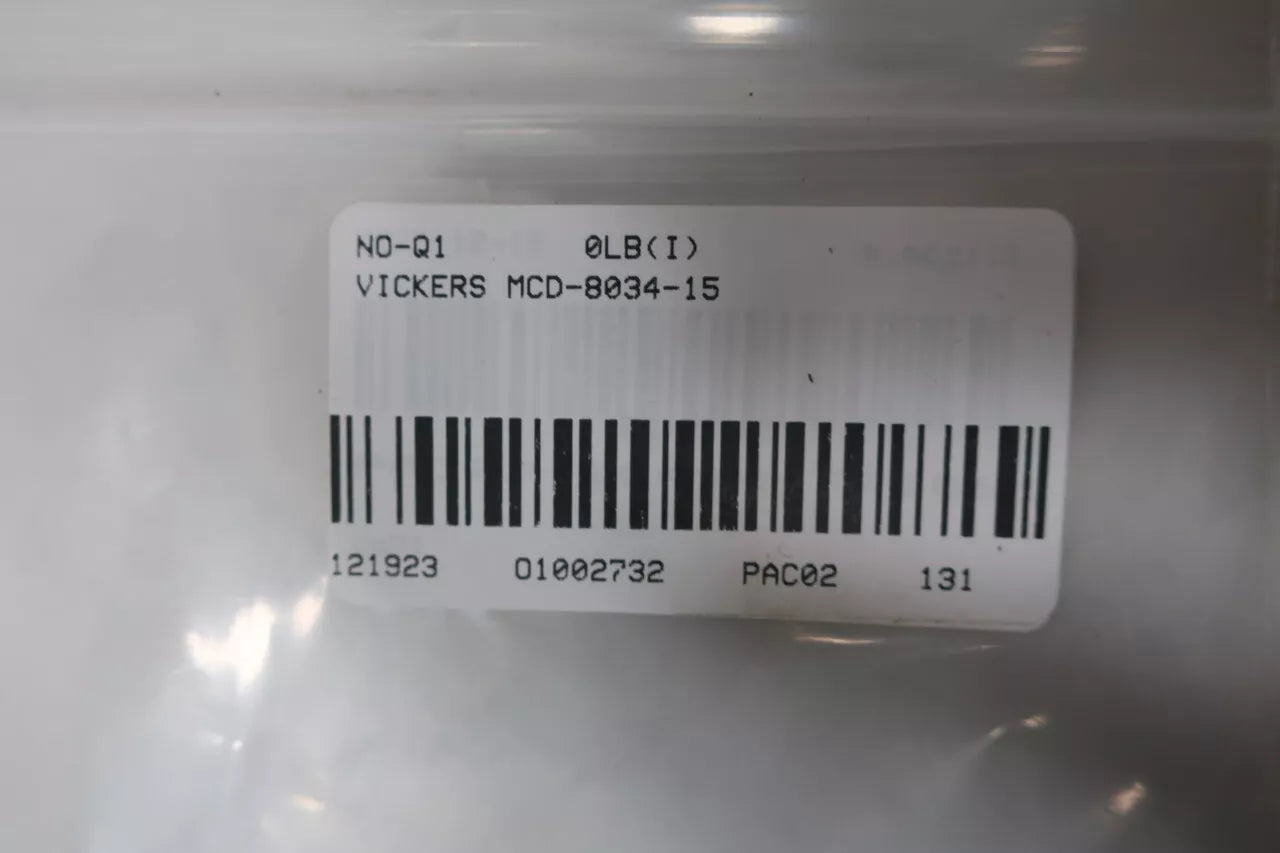 NO-Q1 0LB(I)
VICKERS MCD-8034-15
121923 01002732 PAC02 131